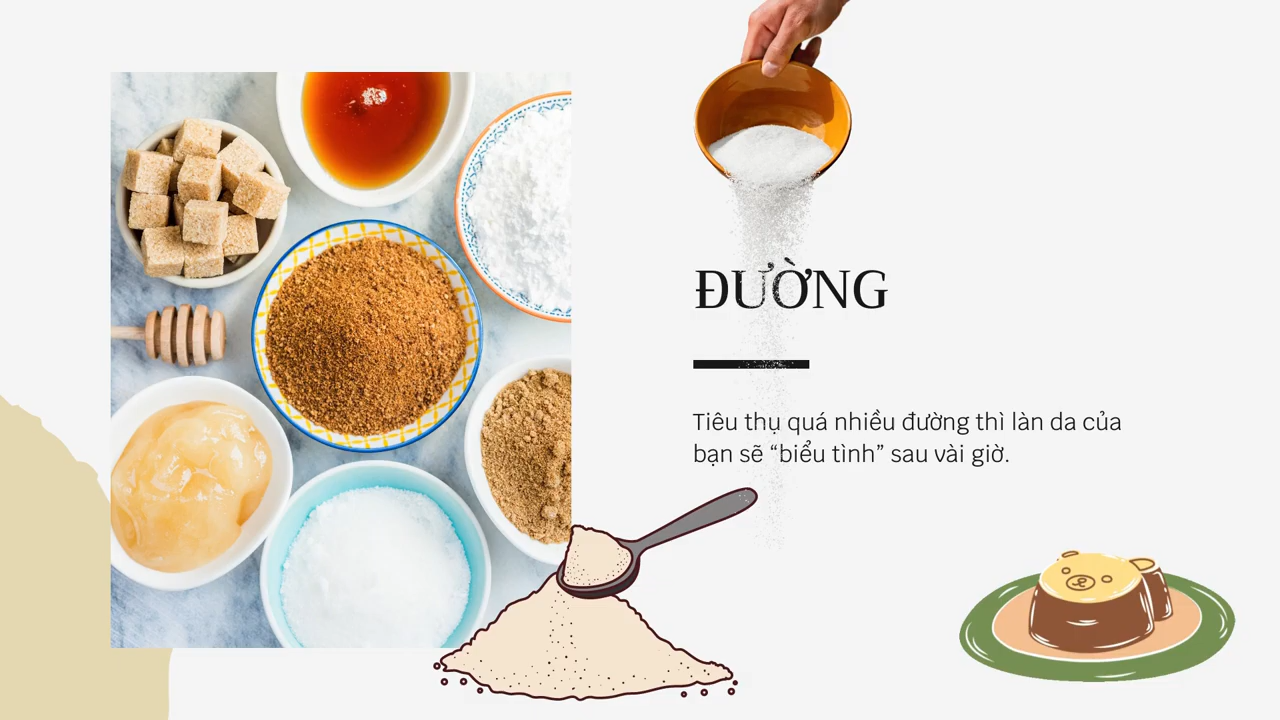 ĐƯỜNG
Tiêu thụ quá nhiều đường thì làn da của
bạn sẽ “biểu tình” sau vài giờ.